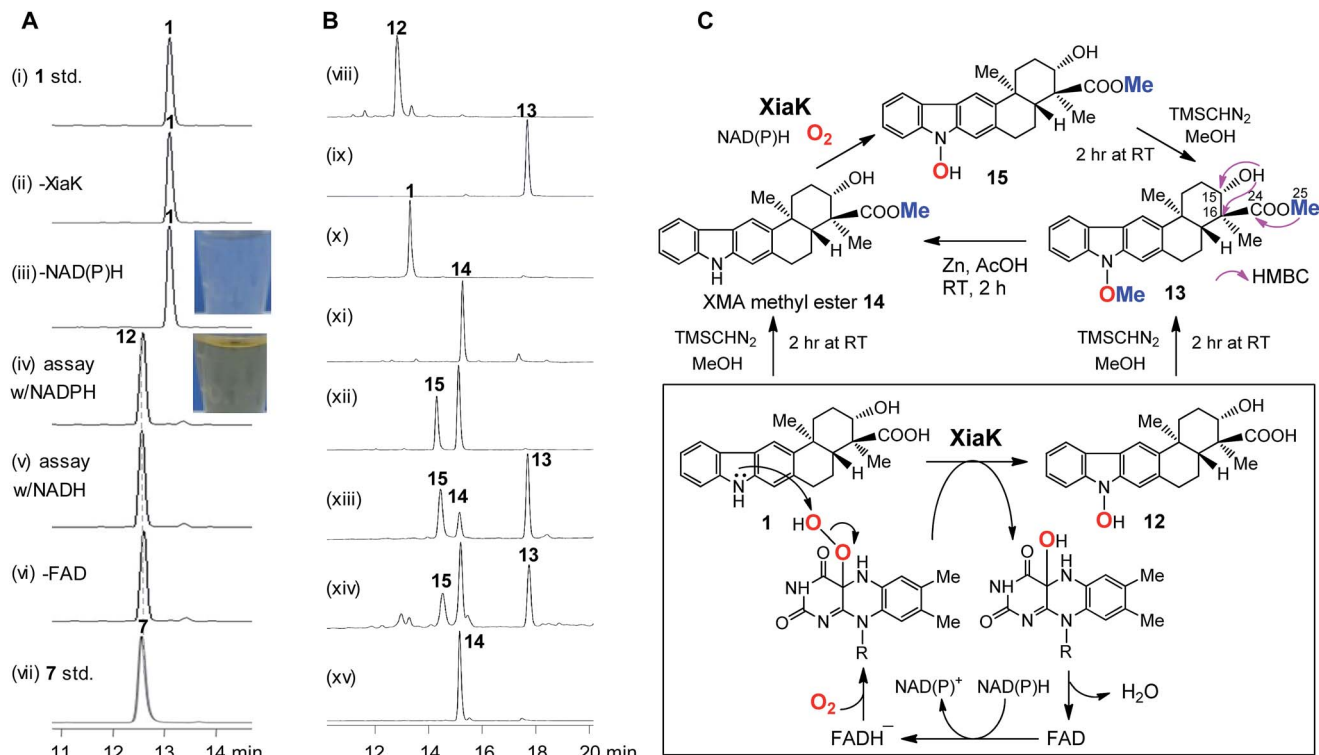 A
1
(i) 1 std.
1
(ii) -XiaK
1
(iii) -NAD(P)H
12
(iv) assay
w/NADPH
(v) assay
w/NADH
(vi) -FAD
7
(vii) 7 std.
11 12 13 14 min
B
12
(viii)
13
(ix)
1
(x)
14
(xi)
15
(xii)
13
15
14
(xiii)
13
15
(xiv)
14
(xv)
12 14 16 18 20 min
C
OH
Me
COOMe
Me
H
N
OH
15
XiaK
NAD(P)H O₂
TMSCHN₂
MeOH
2 hr at RT
OH
Me
COOMe
Me
H
N
H
XMA methyl ester 14
Zn, AcOH
RT, 2 h
OH
Me
15
24
25
16
COOMe
Me
H
N
OMe
13
HMBC
TMSCHN₂
MeOH
2 hr at RT
TMSCHN₂
MeOH
2 hr at RT
OH
Me
COOH
Me
H
N
H
1
XiaK
OH
Me
COOH
Me
H
N
OH
12
HO
O
O
H
N
Me
NH
Me
O
N
N
R
OH
O
H
N
Me
NH
Me
O
N
N
R
O₂
NAD(P)⁺
NAD(P)H
H₂O
FADH⁻
FAD